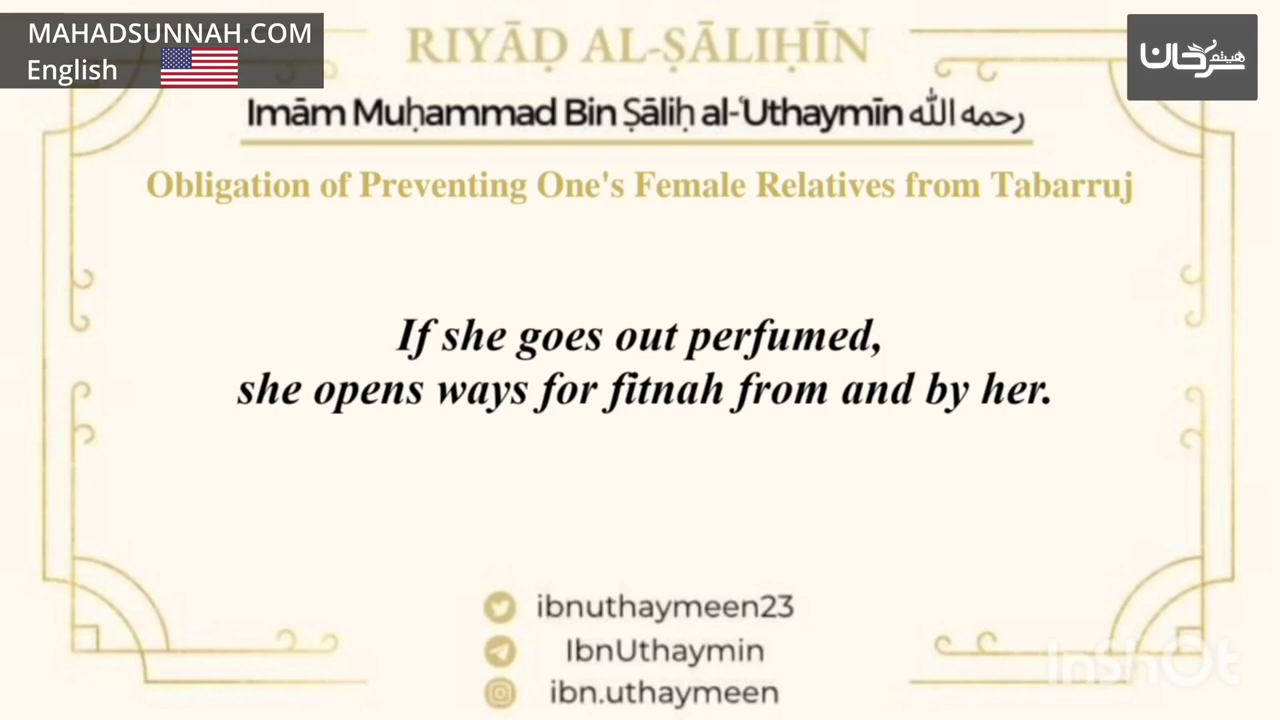 MAHADSUNNAH.COM
English
هيثم سرحان
RIYĀḌ AL-ṢĀLIḤĪN
Imām Muḥammad Bin Ṣāliḥ al-ʿUthaymīn رحمه الله
Obligation of Preventing One's Female Relatives from Tabarruj
If she goes out perfumed,
she opens ways for fitnah from and by her.
ibnuthaymeen23
IbnUthaymin
ibn.uthaymeen
InShOt